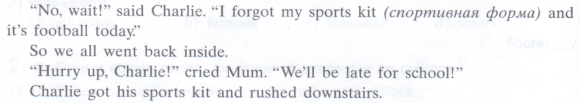 “No, wait!” said Charlie. “I forgot my sports kit (спортивная форма) and
it’s football today.”
So we all went back inside.
“Hurry up, Charlie!” cried Mum. “We’ll be late for school!”
Charlie got his sports kit and rushed downstairs.